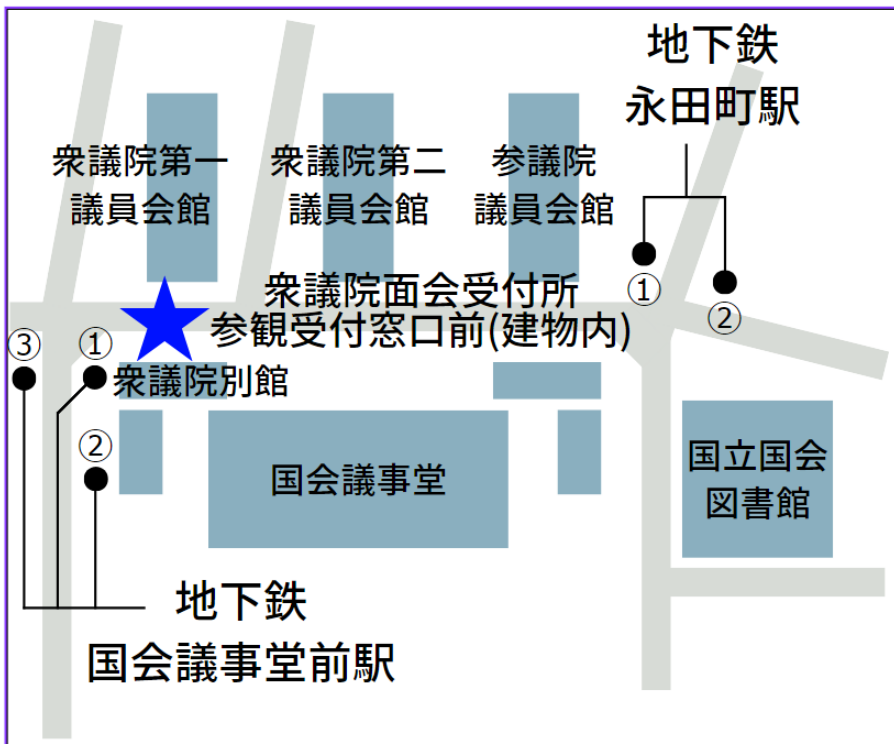 地下鉄
永田町駅
衆議院第一
議員会館
衆議院第二
議員会館
参議院
議員会館
①
②
衆議院面会受付所
参観受付窓口前(建物内)
③
①
衆議院別館
②
国会議事堂
国立国会
図書館
地下鉄
国会議事堂前駅